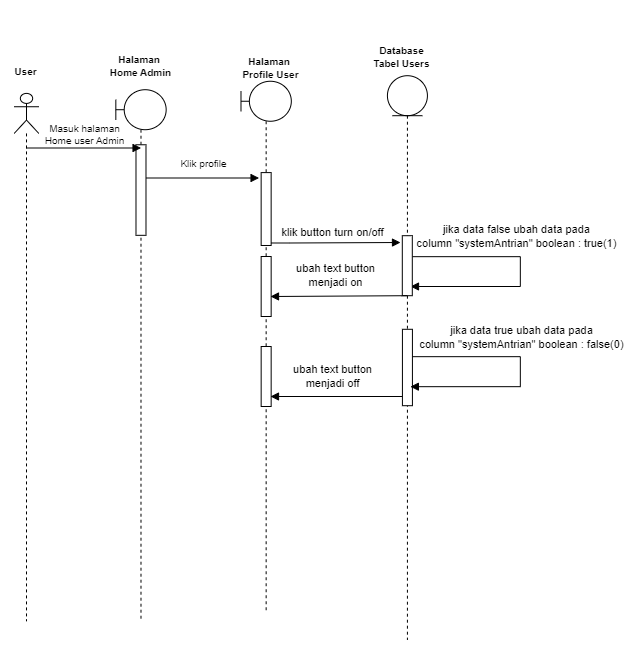 User
Halaman
Home Admin
Halaman
Profile User
Database
Tabel Users
Masuk halaman
Home user Admin
Klik profile
klik button turn on/off
jika data false ubah data pada
column "systemAntrian" boolean : true(1)
ubah text button
menjadi on
jika data true ubah data pada
column "systemAntrian" boolean : false(0)
ubah text button
menjadi off